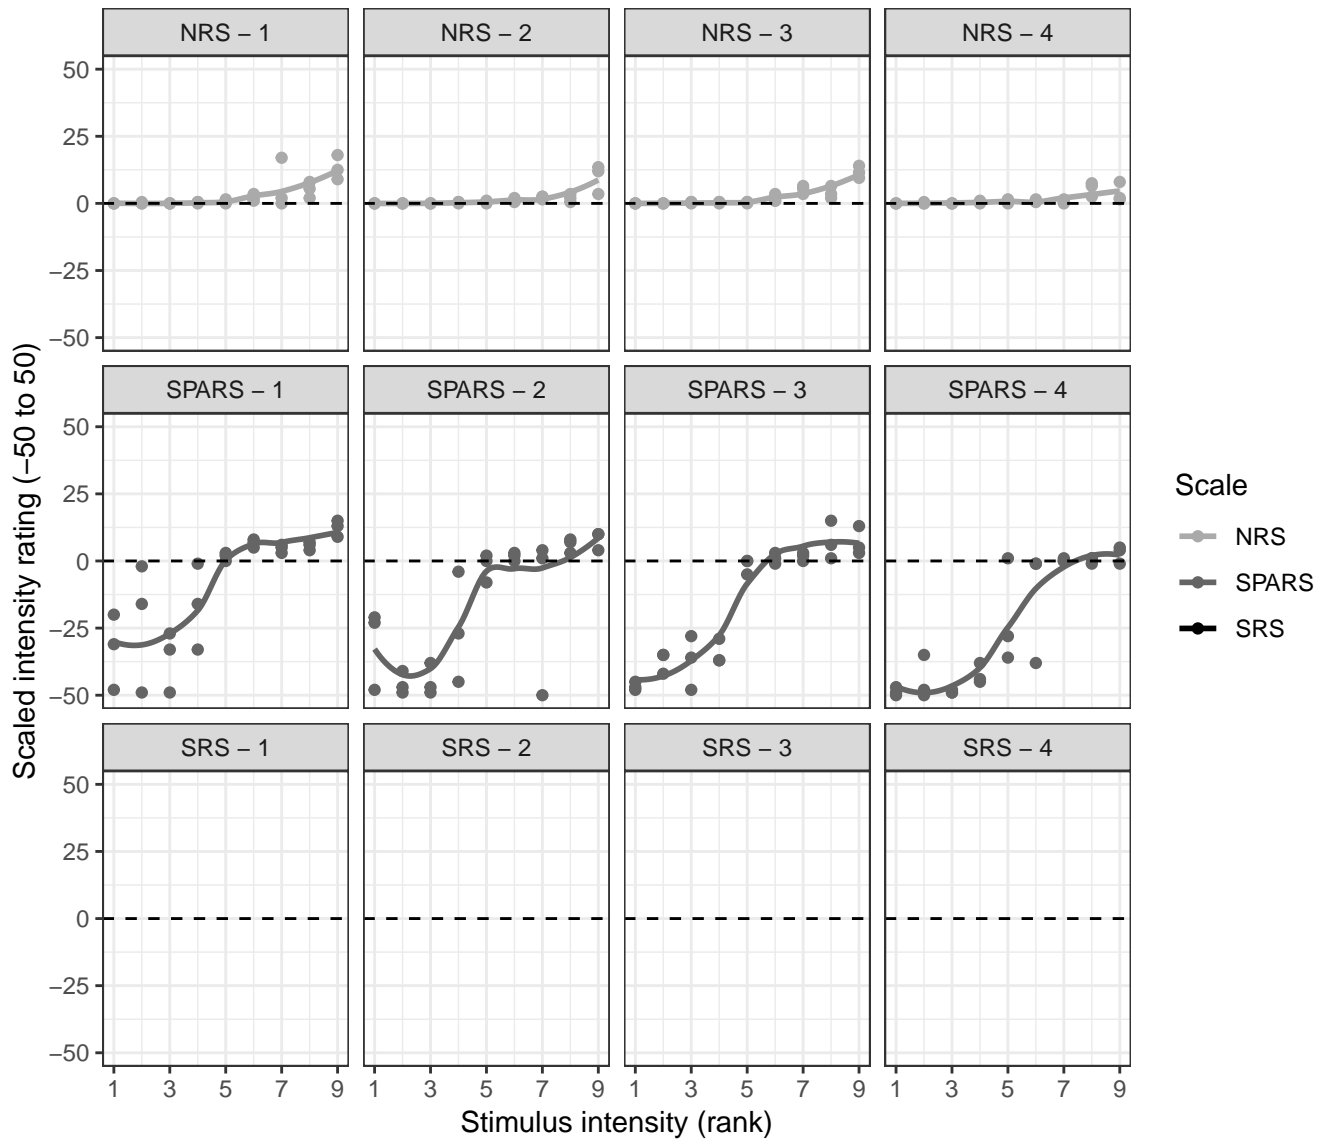 NRS – 1
NRS – 2
NRS – 3
NRS – 4
50
25
0
−25
−50
SPARS – 1
SPARS – 2
SPARS – 3
SPARS – 4
50
25
0
−25
−50
SRS – 1
SRS – 2
SRS – 3
SRS – 4
50
25
0
−25
−50
1 3 5 7 9
1 3 5 7 9
1 3 5 7 9
1 3 5 7 9
Stimulus intensity (rank)
Scaled intensity rating (−50 to 50)
Scale
NRS
SPARS
SRS